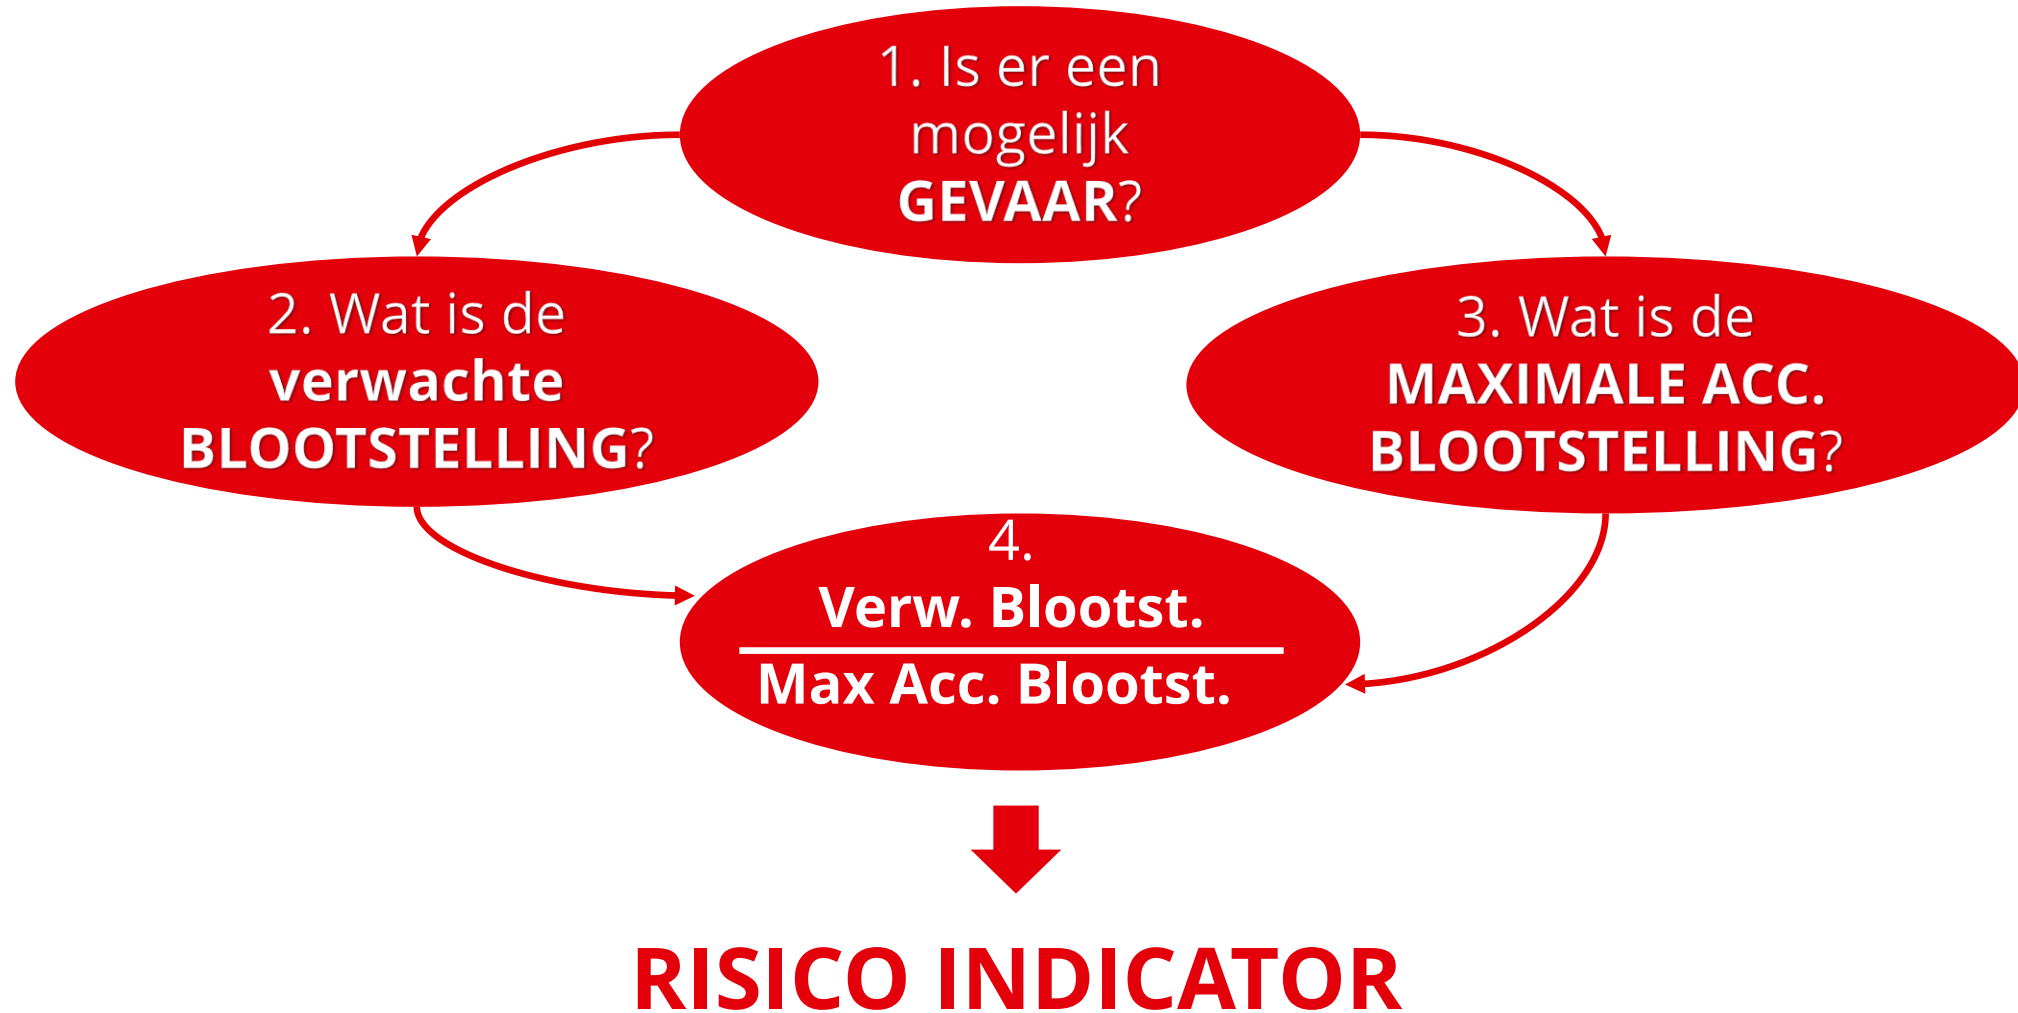 1. Is er een
mogelijk
GEVAAR?
2. Wat is de
verwachte
BLOOTSTELLING?
3. Wat is de
MAXIMALE ACC.
BLOOTSTELLING?
4.
Verw. Blootst.
Max Acc. Blootst.
RISICO INDICATOR